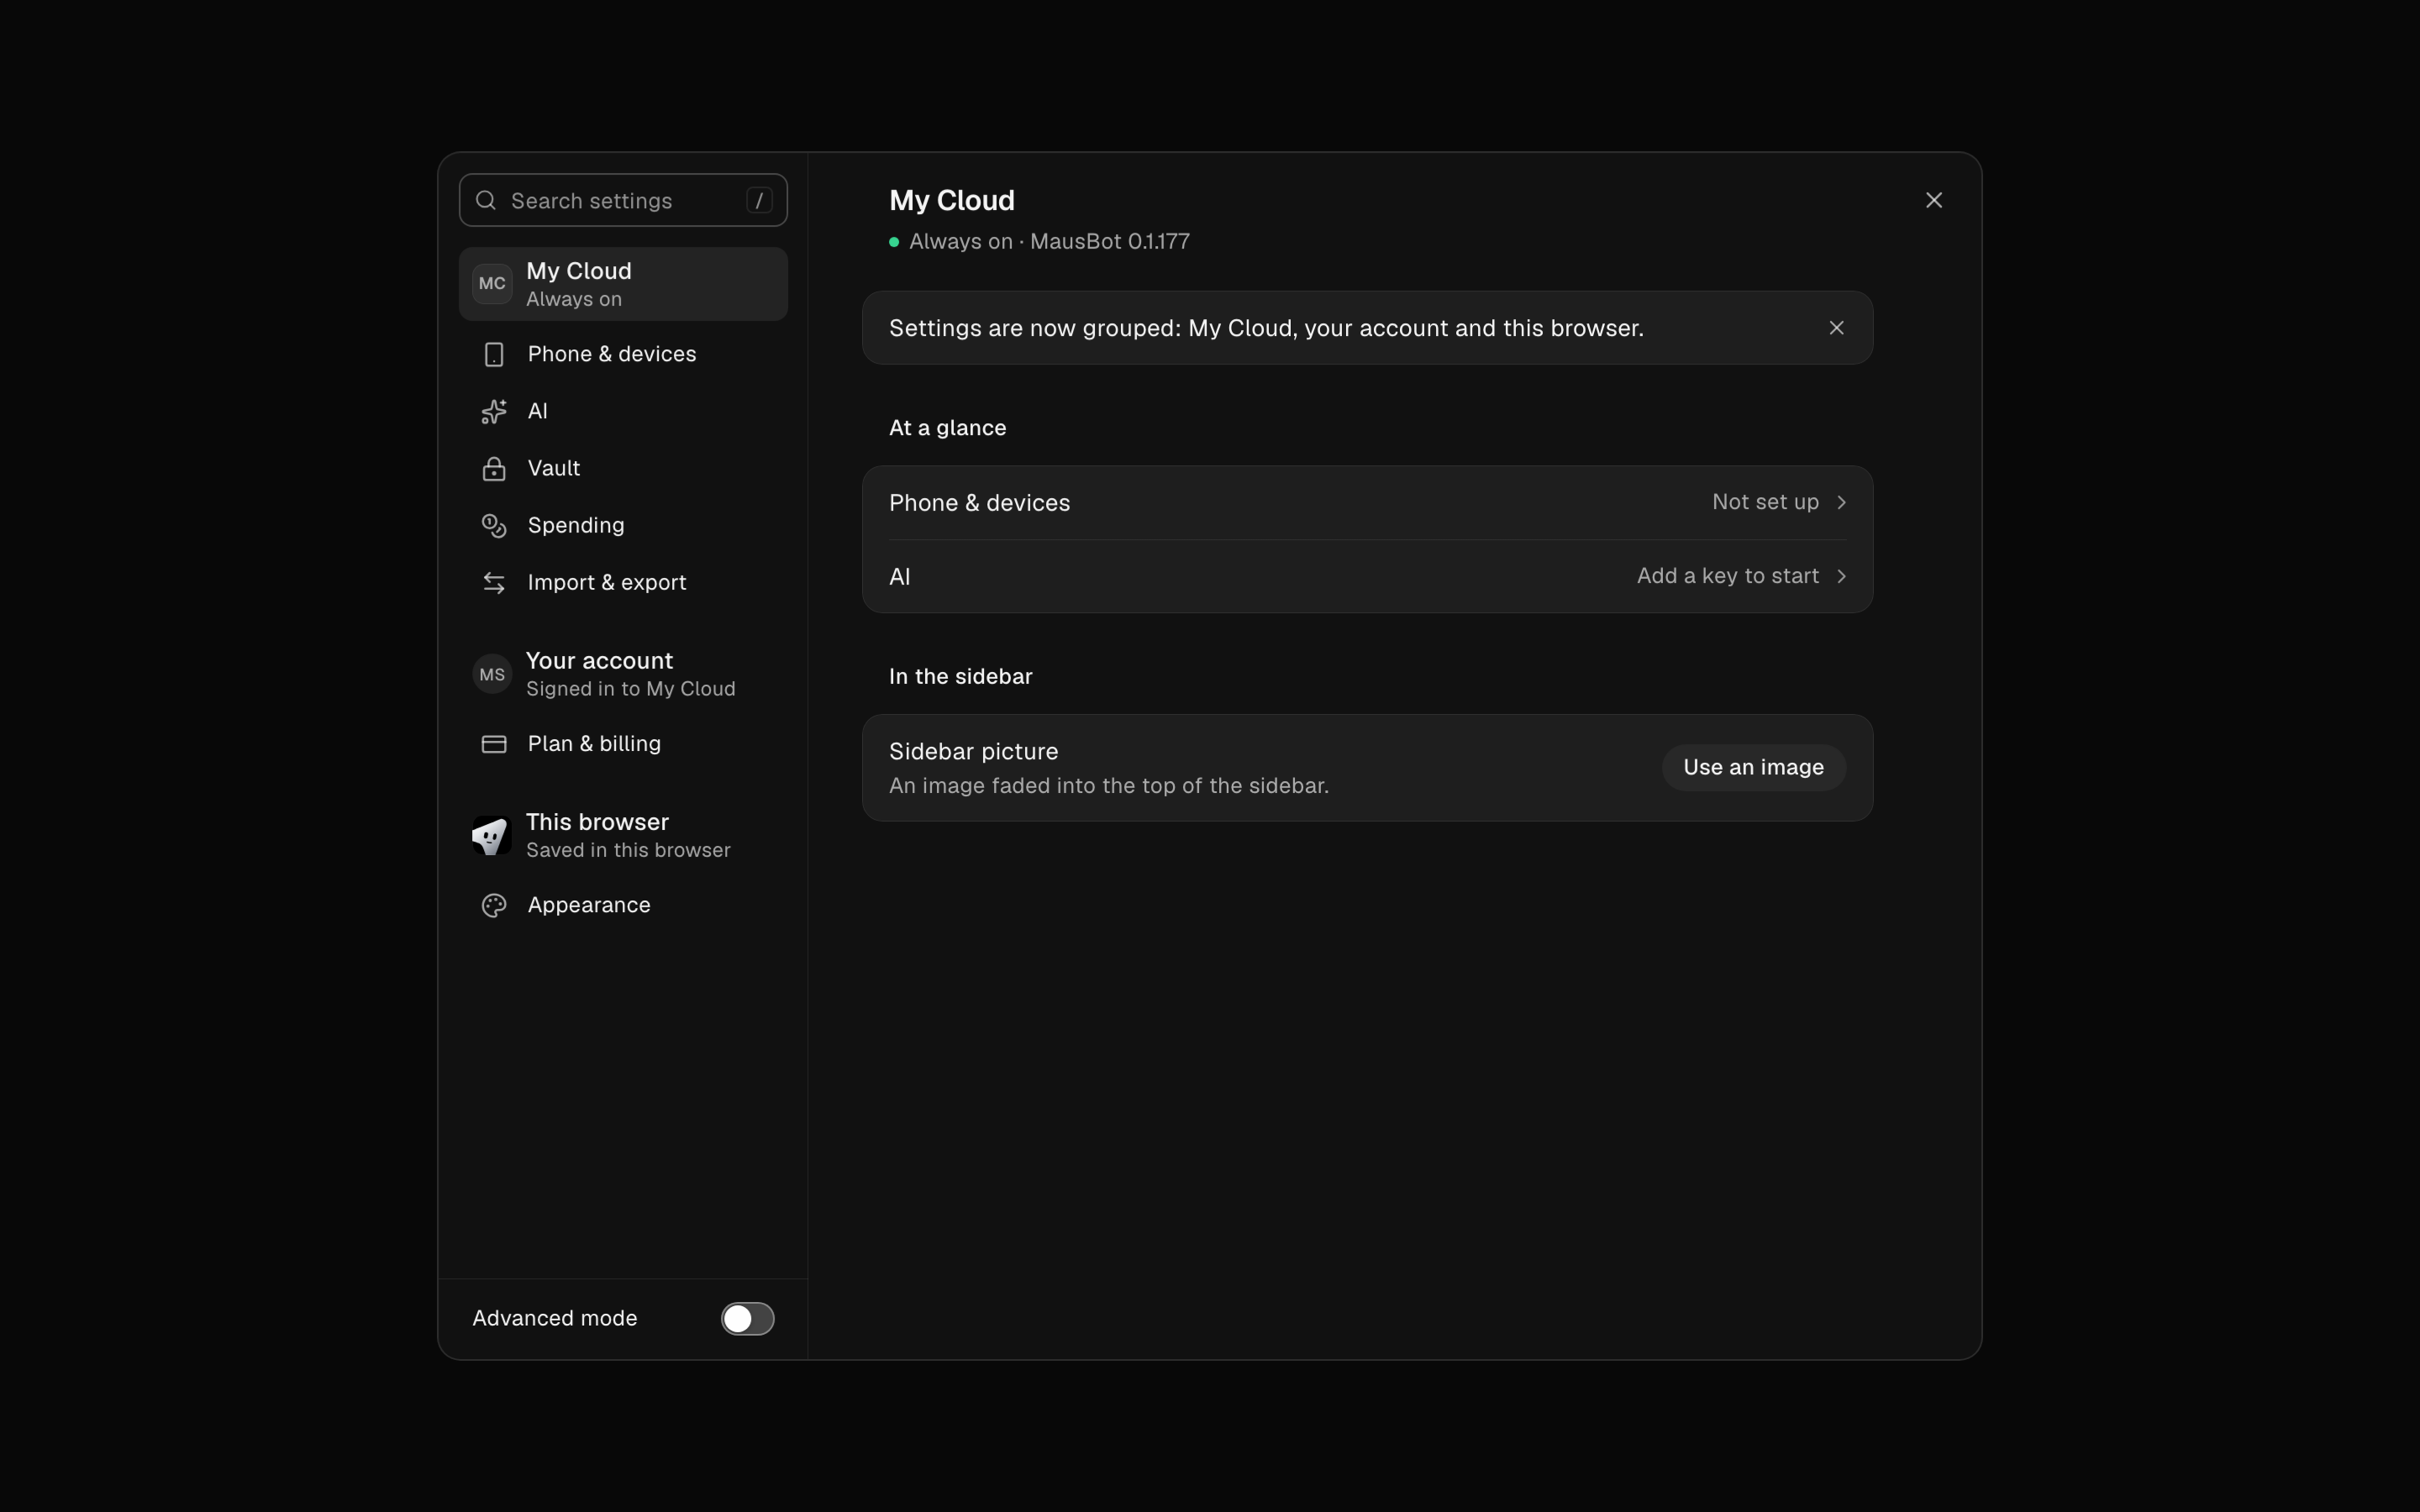 Search settings /
MC
My Cloud
Always on
Phone & devices
AI
Vault
Spending
Import & export
MS
Your account
Signed in to My Cloud
Plan & billing
This browser
Saved in this browser
Appearance
Advanced mode
My Cloud
Always on · MausBot 0.1.177
Settings are now grouped: My Cloud, your account and this browser.
At a glance
Phone & devices Not set up
AI Add a key to start
In the sidebar
Sidebar picture
An image faded into the top of the sidebar.
Use an image